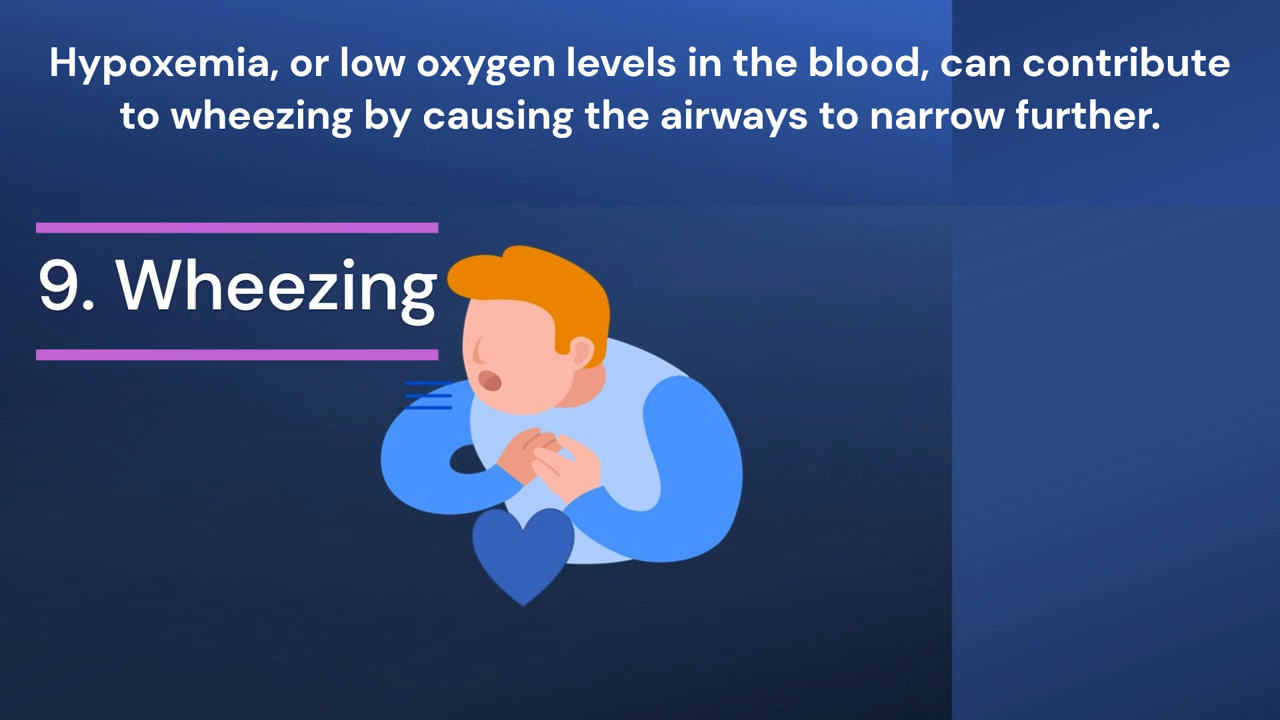 Hypoxemia, or low oxygen levels in the blood, can contribute
to wheezing by causing the airways to narrow further.
9. Wheezing